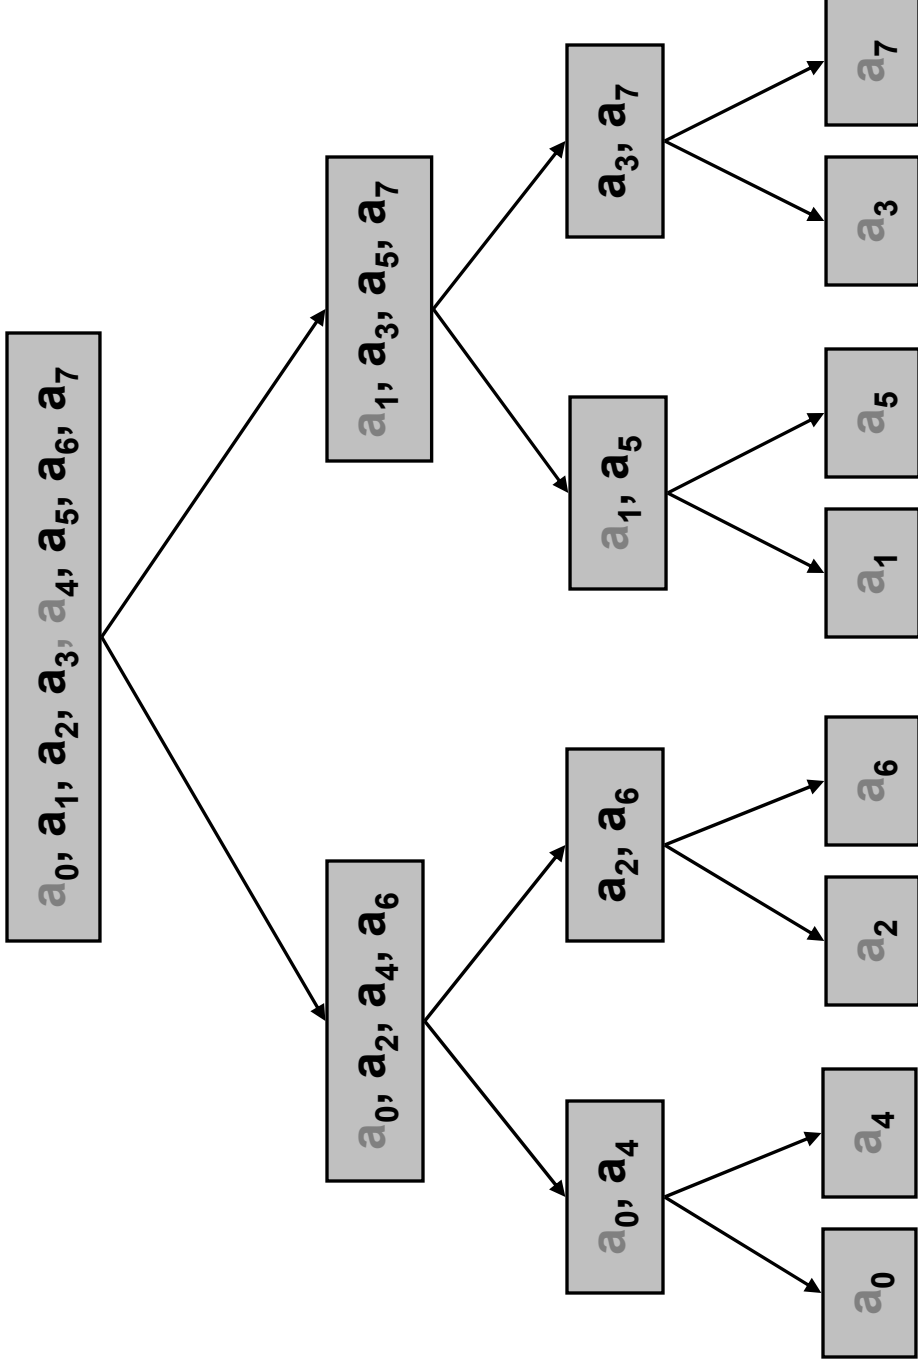 a₀, a₁, a₂, a₃, a₄, a₅, a₆, a₇
a₀, a₂, a₄, a₆
a₁, a₃, a₅, a₇
a₀, a₄
a₂, a₆
a₁, a₅
a₃, a₇
a₀
a₄
a₂
a₆
a₁
a₅
a₃
a₇